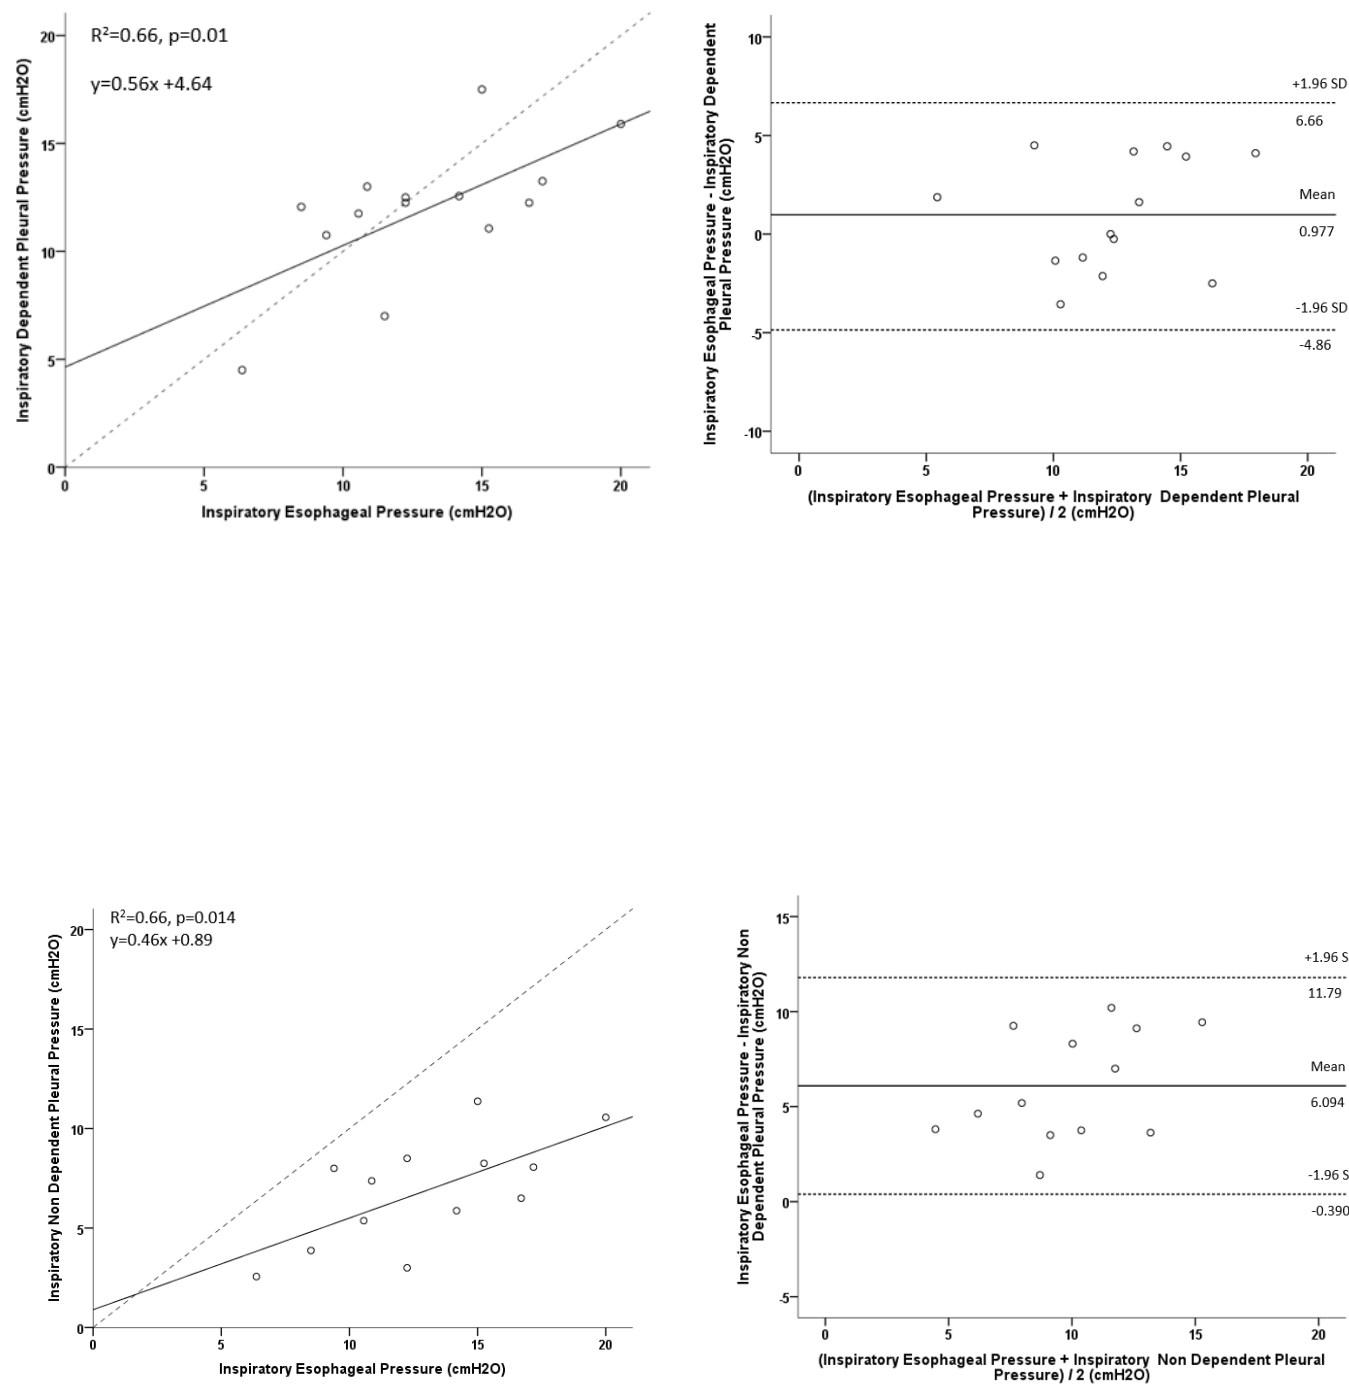 R²=0.66, p=0.01
y=0.56x +4.64
Inspiratory Dependent Pleural Pressure (cmH2O)
20
15
10
5
0
0 5 10 15 20
Inspiratory Esophageal Pressure (cmH2O)
Inspiratory Esophageal Pressure - Inspiratory Dependent
Pleural Pressure (cmH2O)
10
5
0
-5
-10
+1.96 SD
6.66
Mean
0.977
-1.96 SD
-4.86
0 5 10 15 20
(Inspiratory Esophageal Pressure + Inspiratory Dependent Pleural
Pressure) / 2 (cmH2O)
R²=0.66, p=0.014
y=0.46x +0.89
Inspiratory Non Dependent Pleural Pressure (cmH2O)
20
15
10
5
0
0 5 10 15 20
Inspiratory Esophageal Pressure (cmH2O)
Inspiratory Esophageal Pressure - Inspiratory Non
Dependent Pleural Pressure (cmH2O)
15
10
5
0
-5
+1.96 S
11.79
Mean
6.094
-1.96 S
-0.390
0 5 10 15 20
(Inspiratory Esophageal Pressure + Inspiratory Non Dependent Pleural
Pressure) / 2 (cmH2O)